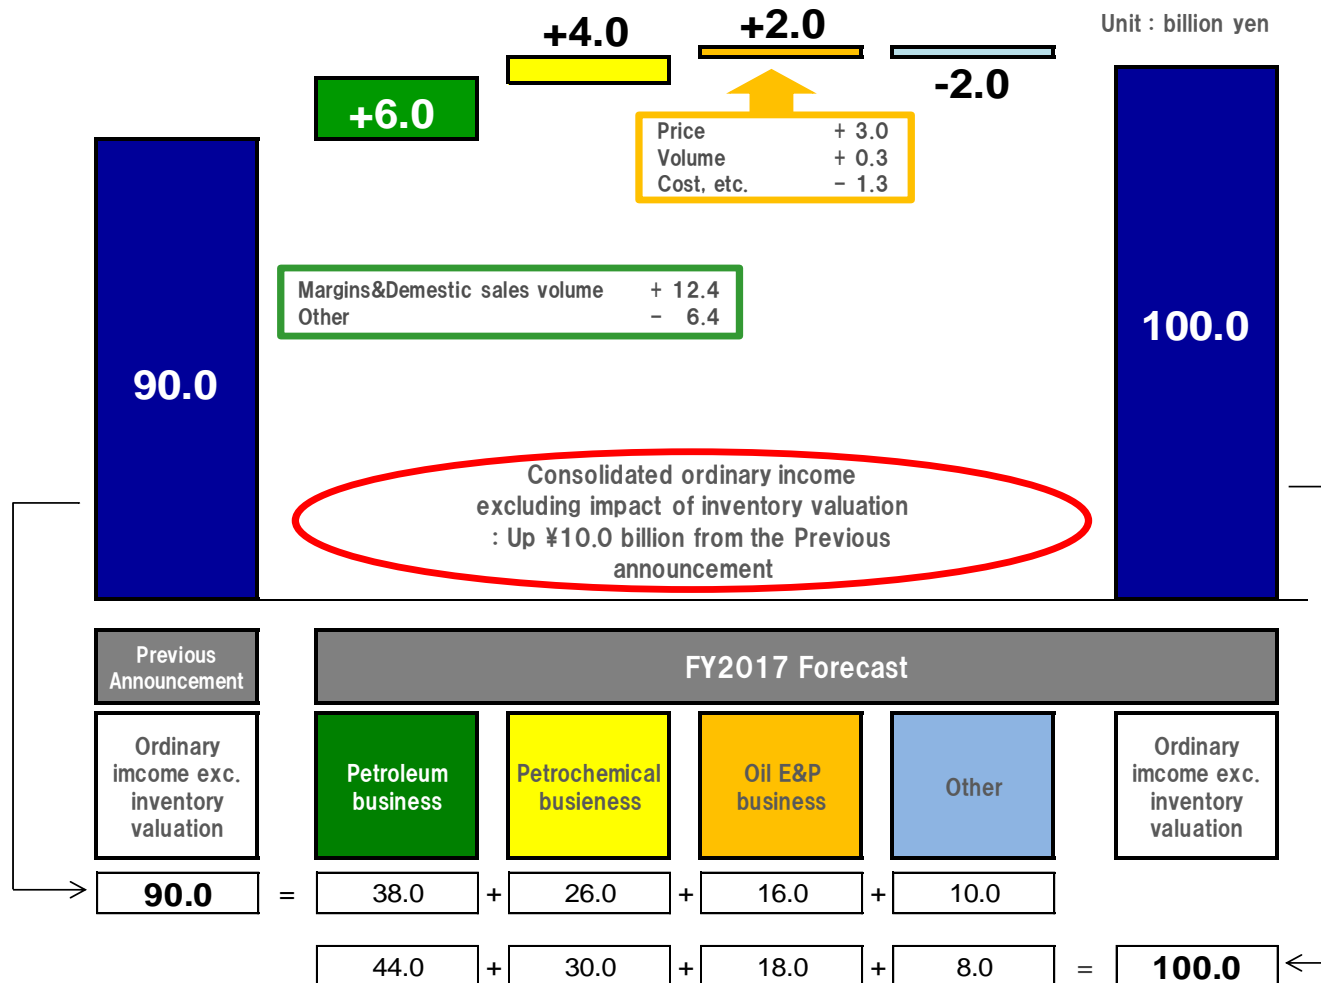 Unit : billion yen
+4.0
+2.0
-2.0
+6.0
Price + 3.0
Volume + 0.3
Cost, etc. − 1.3
Margins&Demestic sales volume + 12.4
Other − 6.4
90.0
100.0
Consolidated ordinary income
excluding impact of inventory valuation
: Up ¥10.0 billion from the Previous
announcement
Previous
Announcement
FY2017 Forecast
Ordinary
imcome exc.
inventory
valuation
Petroleum
business
Petrochemical
busieness
Oil E&P
business
Other
Ordinary
imcome exc.
inventory
valuation
90.0 = 38.0 + 26.0 + 16.0 + 10.0
44.0 + 30.0 + 18.0 + 8.0 = 100.0